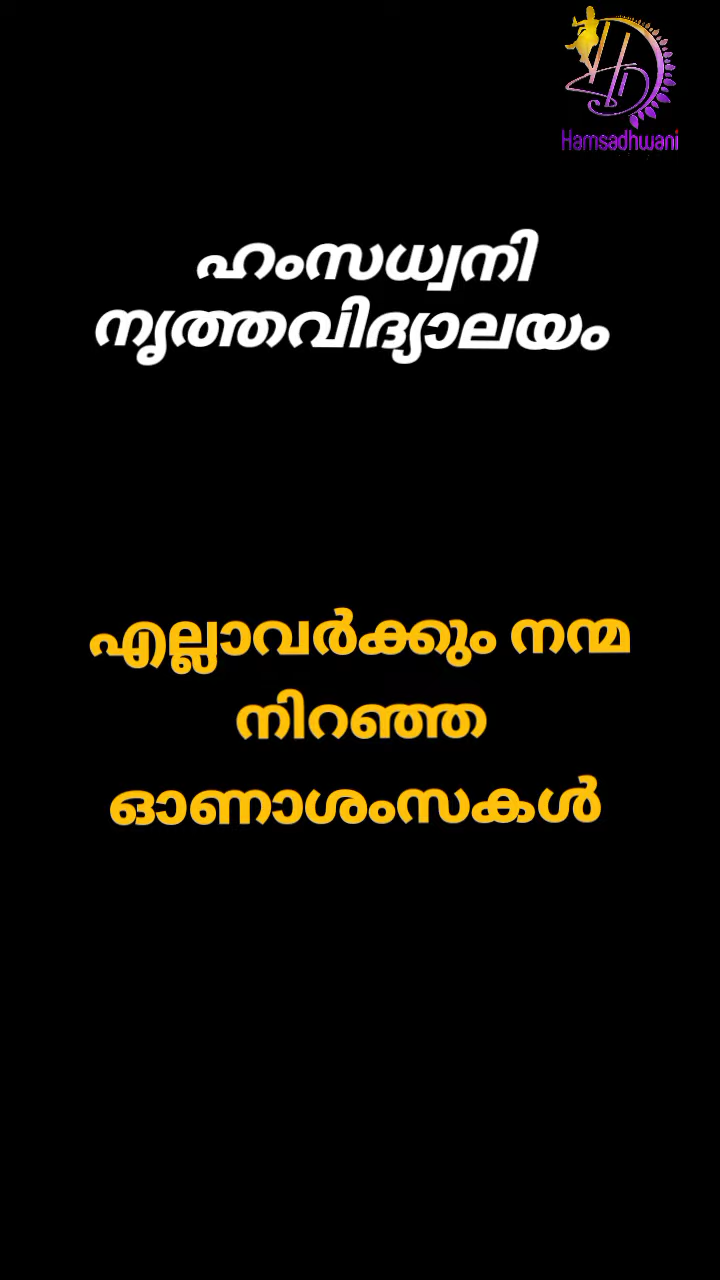 Hamsadhwani
ഹംസധ്വനി
നൃത്തവിദ്യാലയം
എല്ലാവർക്കും നന്മ
നിറഞ്ഞ
ഓണാശംസകൾ